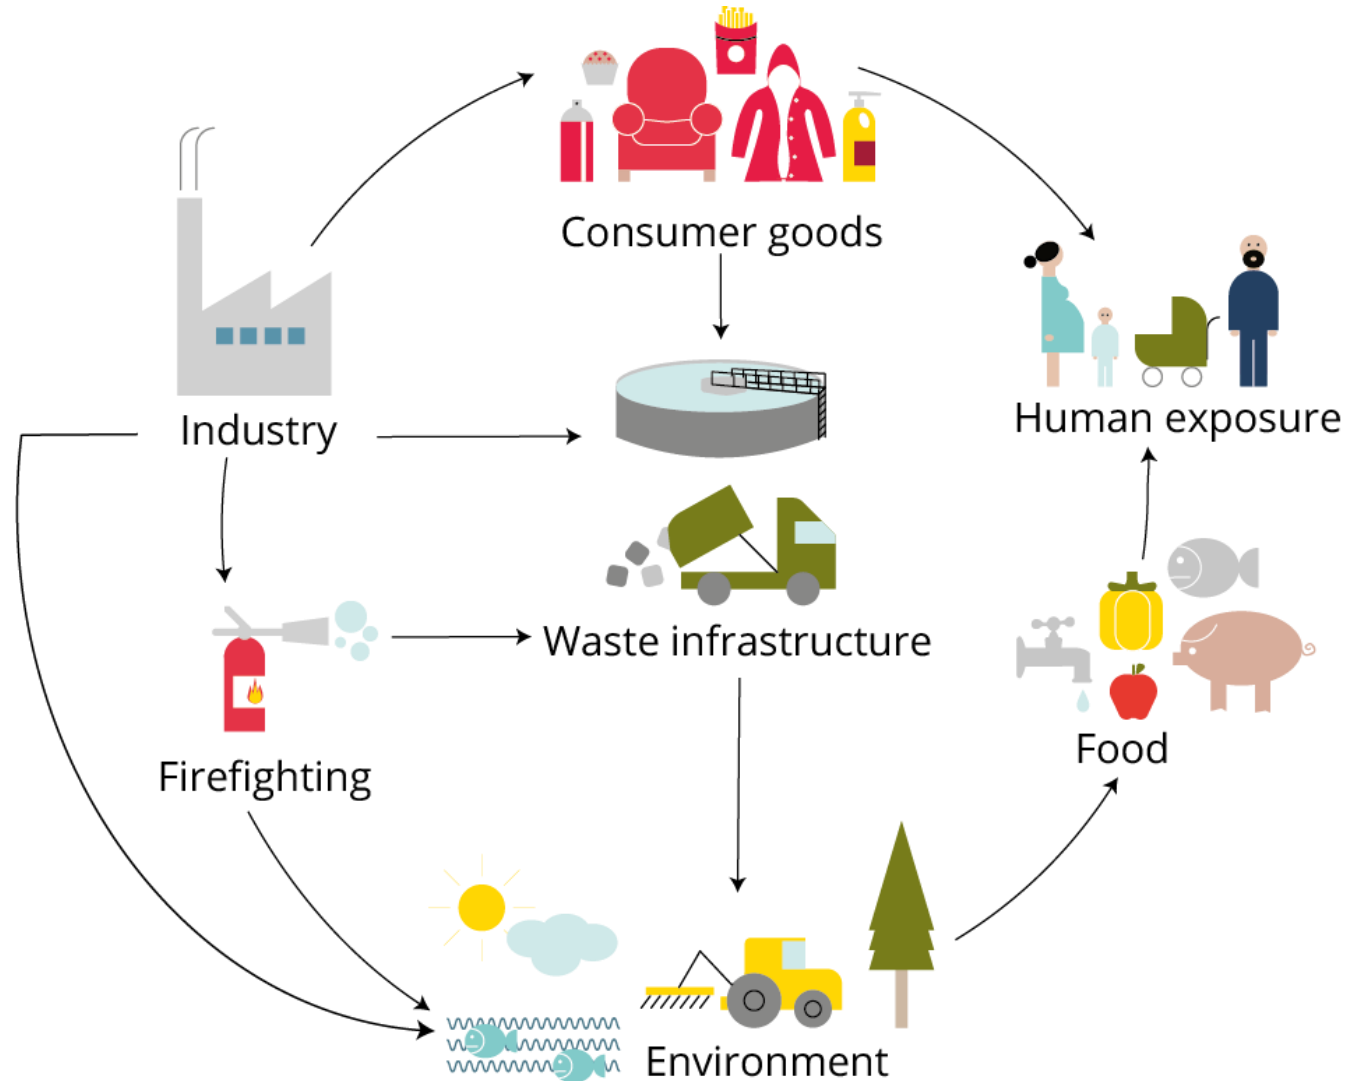 Consumer goods
Industry
Human exposure
Waste infrastructure
Firefighting
Food
Environment